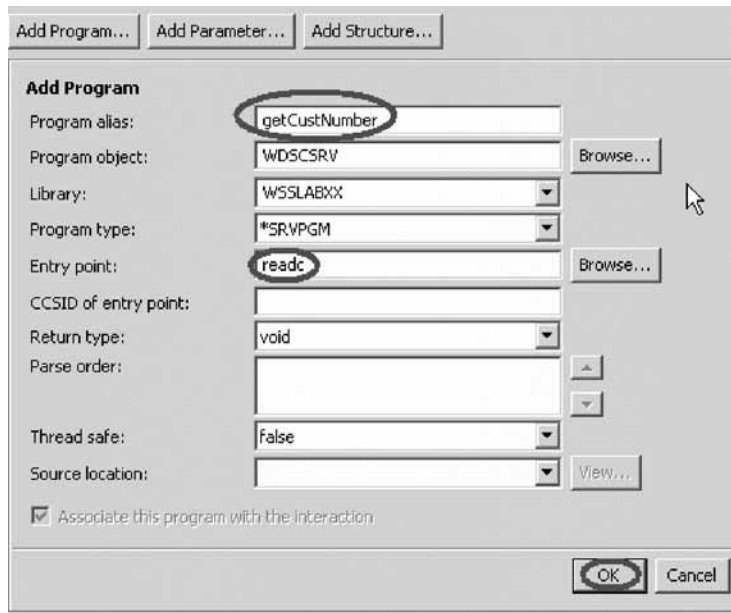 Add Program... Add Parameter... Add Structure...
Add Program
Program alias: getCustNumber
Program object: WDSCSRV Browse...
Library: WSSLABXX
Program type: *SRVPGM
Entry point: readc Browse...
CCSID of entry point:
Return type: void
Parse order:
Thread safe: false
Source location: View...
Associate this program with the interaction
OK Cancel